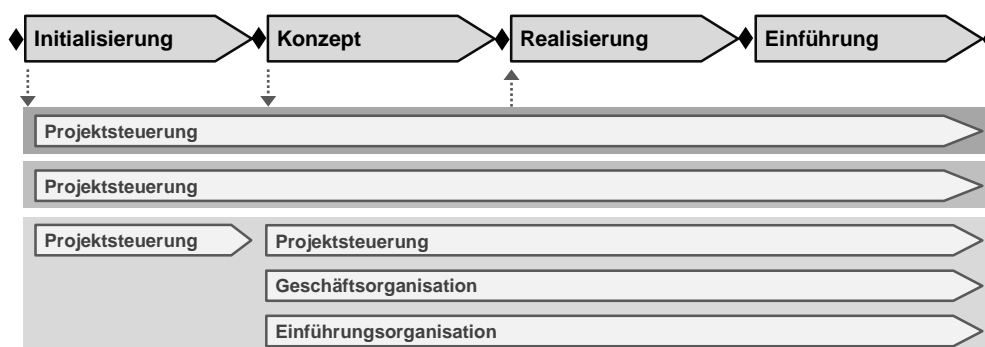 Initialisierung
Konzept
Realisierung
Einführung
Projektsteuerung
Projektsteuerung
Projektsteuerung
Projektsteuerung
Geschäftsorganisation
Einführungsorganisation